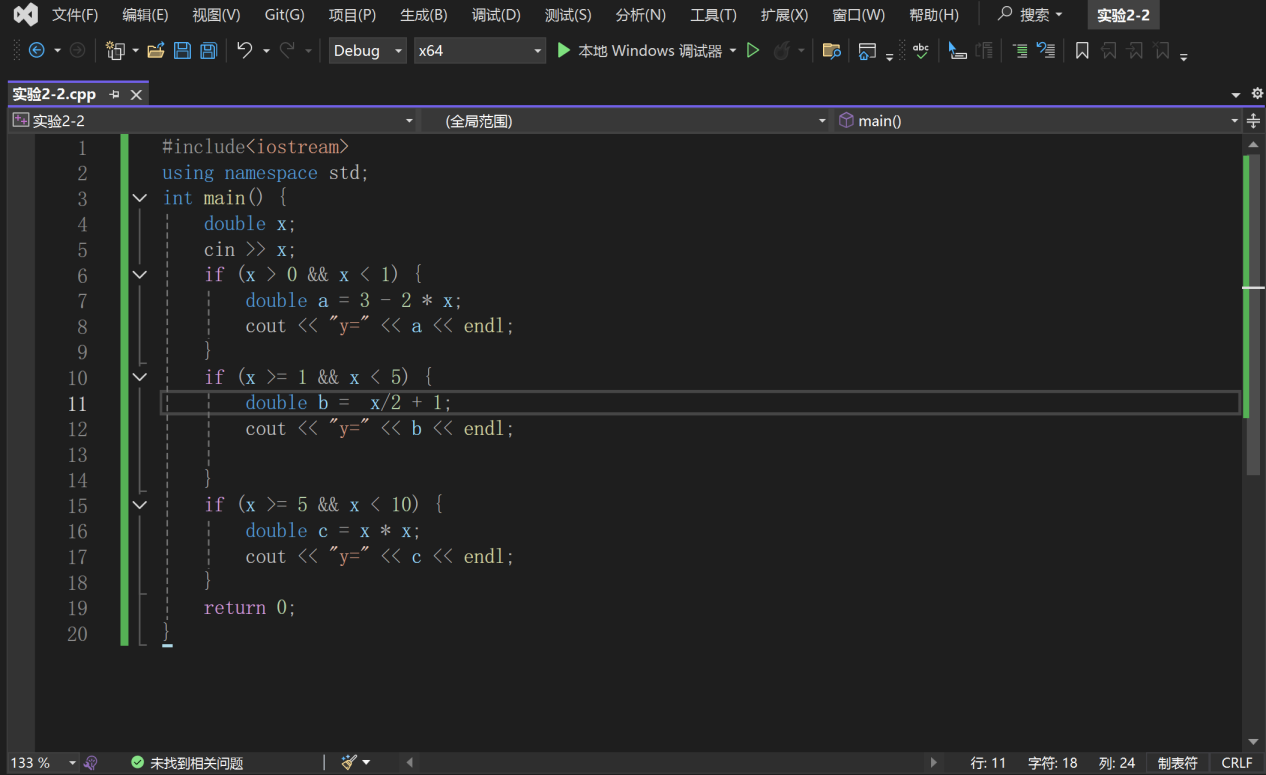 文件(F) 编辑(E) 视图(V) Git(G) 项目(P) 生成(B) 调试(D) 测试(S) 分析(N) 工具(T) 扩展(X) 窗口(W) 帮助(H) 搜索 实验2-2
Debug x64 本地 Windows 调试器 abc
实验2-2.cpp
实验2-2 (全局范围) main()
1 #include<iostream>
2 using namespace std;
3 int main() {
4 double x;
5 cin >> x;
6 if (x > 0 && x < 1) {
7 double a = 3 - 2 * x;
8 cout << "y=" << a << endl;
9 }
10 if (x >= 1 && x < 5) {
11 double b =  x/2 + 1;
12 cout << "y=" << b << endl;
13
14 }
15 if (x >= 5 && x < 10) {
16 double c = x * x;
17 cout << "y=" << c << endl;
18 }
19 return 0;
20 }
133 % 未找到相关问题 行: 11 字符: 18 列: 24 制表符 CRLF